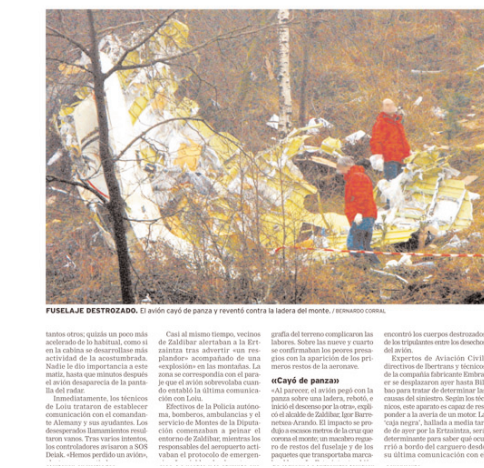 FUSELAJE DESTROZADO. El avión cayó de panza y reventó contra la ladera del monte. / BERNARDO CORRAL
tantos otros; quizás un poco más
acelerado de lo habitual, como si
en la cabina se desarrollase más
actividad de la acostumbrada.
Nadie le dio importancia a este
matiz, hasta que minutos después
el avión desaparecía de la panta-
lla del radar.
Inmediatamente, los técnicos
de Loiu trataron de establecer
comunicación con el comandan-
te Alemany y sus ayudantes. Los
desesperados llamamientos resul-
taron vanos. Tras varios intentos,
los controladores avisaron a SOS
Deiak. «Hemos perdido un avión»,
Casi al mismo tiempo, vecinos
de Zaldibar alertaban a la Ert-
zaintza tras advertir «un res-
plandor» acompañado de una
«explosión» en las montañas. La
zona se correspondía con el para-
je que el avión sobrevolaba cuan-
do entabló la última comunica-
ción con Loiu.
Efectivos de la Policía autóno-
ma, bomberos, ambulancias y el
servicio de Montes de la Diputa-
ción comenzaban a peinar el
entorno de Zaldibar, mientras los
responsables del aeropuerto acti-
vaban el protocolo de emergen-
grafía del terreno complicaron las
labores. Sobre las nueve y cuarto
se confirmaban los peores presa-
gios con la aparición de los pri-
meros restos de la aeronave.
«Cayó de panza»
«Al parecer, el avión pegó con la
panza sobre una ladera, rebotó, e
inició el descenso por la otra», expli-
có el alcalde de Zaldibar, Igor Barre-
netxea Arando. El impacto se pro-
dujo a escasos metros de la cruz que
corona el monte; un macabro regue-
ro de restos del fuselaje y de los
paquetes que transportaba marca-
encontró los cuerpos destrozados
de los tripulantes entre los desechos
del avión.
Expertos de Aviación Civil,
directivos de Bertrans y técnicos
de la compañía fabricante Embra-
er se desplazaron ayer hasta Bil-
bao para tratar de determinar las
causas del siniestro. Según los téc-
nicos, este aparato es capaz de res-
ponder a la avería de un motor. La
'caja negra', hallada a media tar-
de de ayer por la Ertzaintza, será
determinante para saber qué ocu-
rrió a bordo del carguero desde
su última comunicación con el